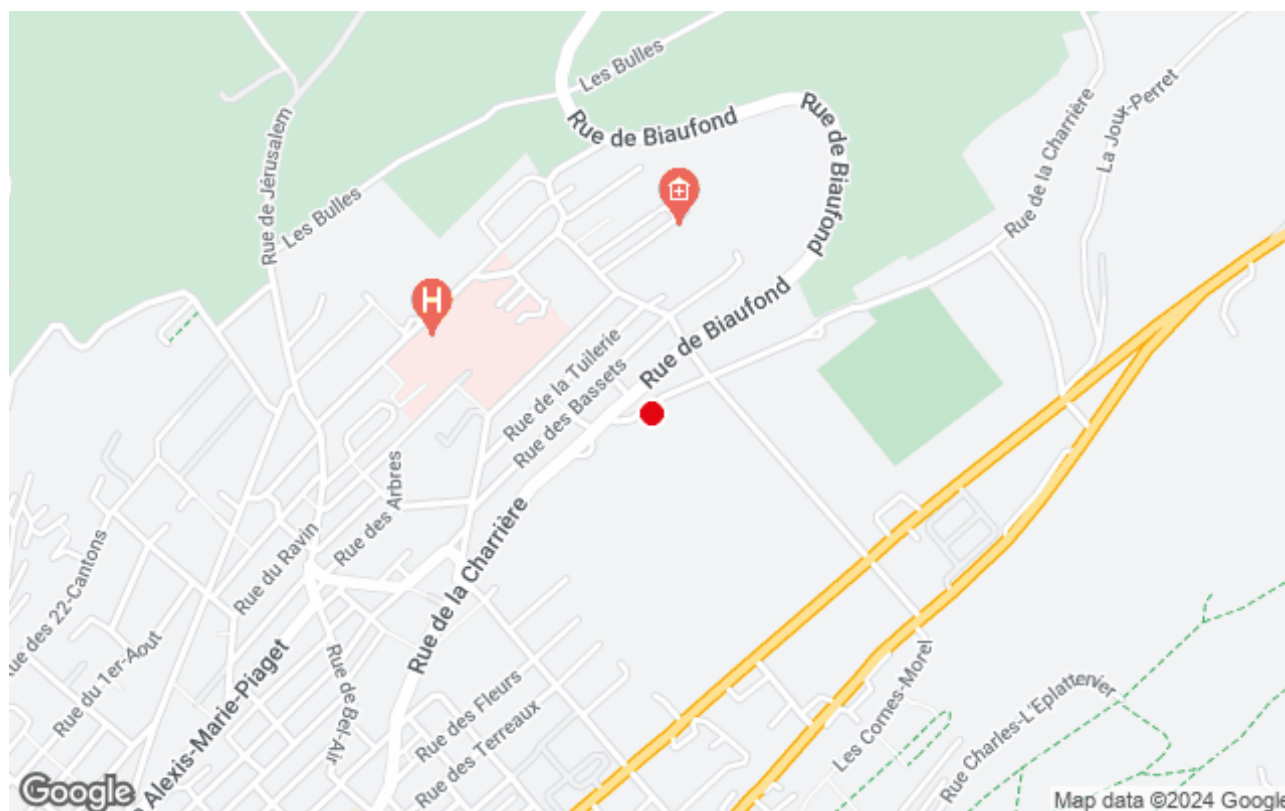 Les Bulles
Rue de Biaufond
Rue de Biaufond
La Joux-Perret
Rue de la Charrière
Rue de Jérusalem
Les Bulles
H
Rue de Biaufond
Rue de la Tuilerie
Rue des Bassets
Rue des Arbres
Rue du Ravin
Rue de la Charrière
Rue des 22-Cantons
Rue du 1er-Août
Alexis-Marie-Piaget
Rue de Bel-Air
Rue des Fleurs
Rue des Terreaux
Les Cornes-Morel
Rue Charles-L'Eplattenier
Google
Map data ©2024 Google